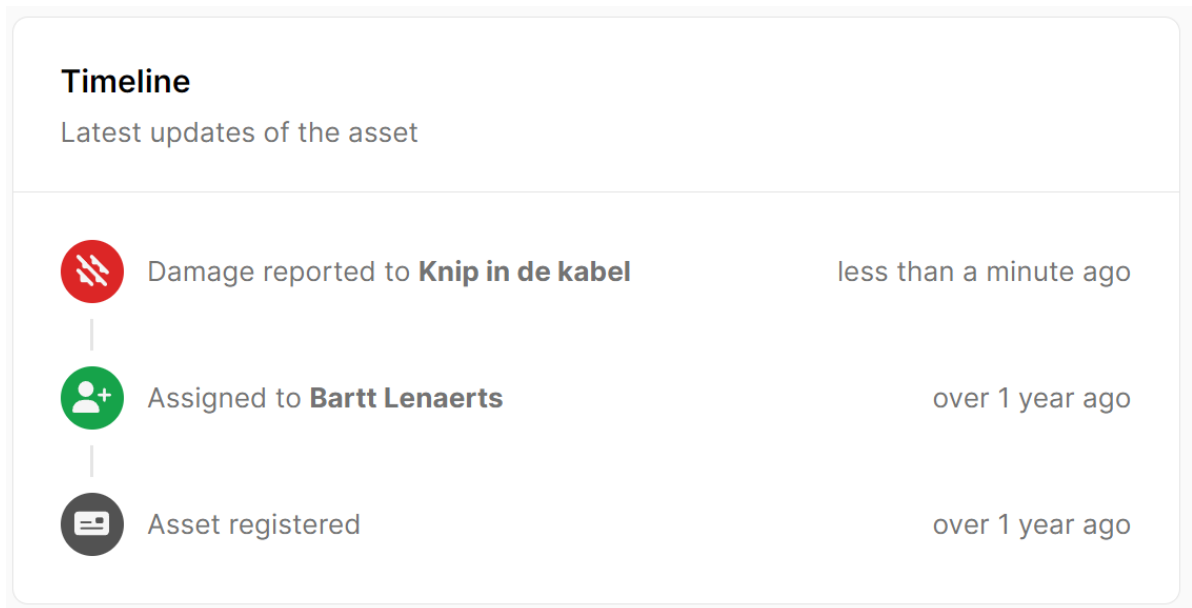 Timeline
Latest updates of the asset
Damage reported to Knip in de kabel less than a minute ago
Assigned to Bartt Lenaerts over 1 year ago
Asset registered over 1 year ago